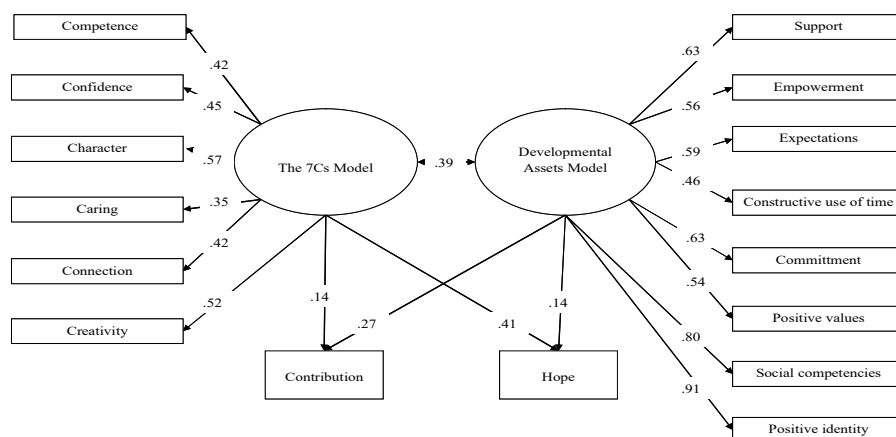 Competence
.42
Confidence
.45
Character
.57
Caring
.35
Connection
.42
Creativity
.52
The 7Cs Model
.39
Developmental
Assets Model
.14
.27
.41
.14
Contribution
Hope
Support
.63
Empowerment
.56
Expectations
.59
Constructive use of time
.46
Committment
.63
Positive values
.54
Social competencies
.80
Positive identity
.91